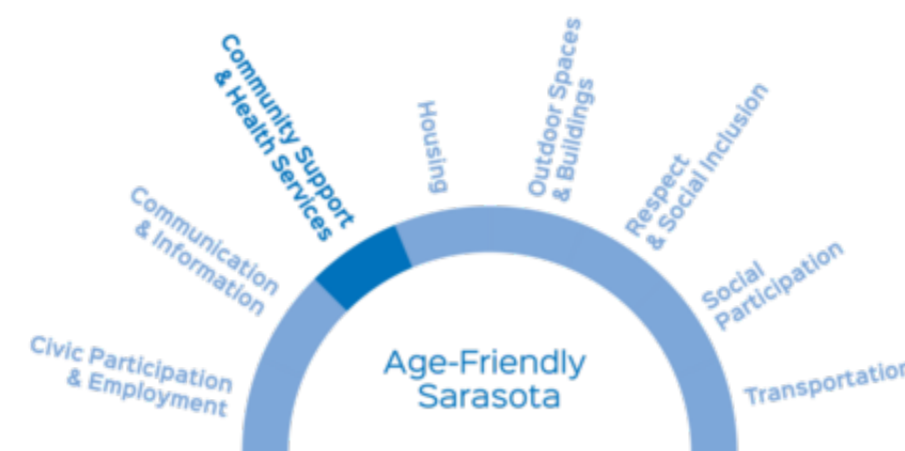 Civic Participation
& Employment
Communication
& Information
Community Support
& Health Services
Housing
Outdoor Spaces
& Buildings
Respect
& Social Inclusion
Social
Participation
Transportation
Age-Friendly
Sarasota